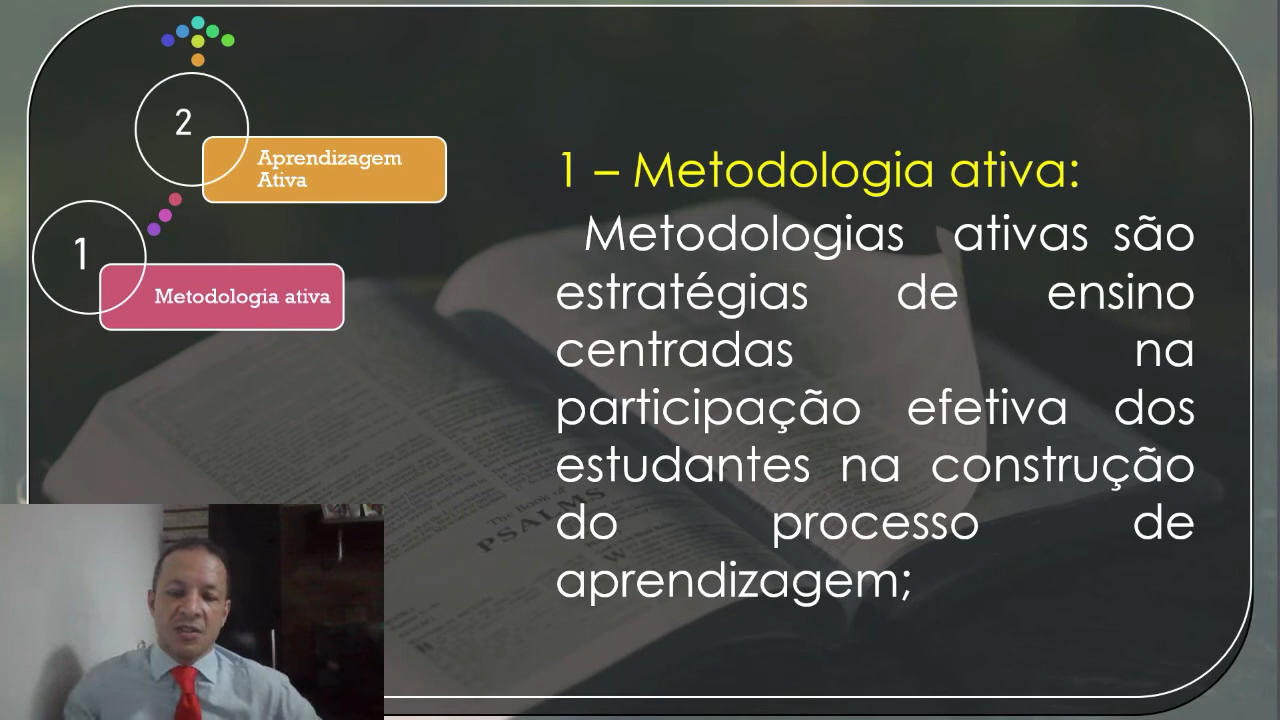 2
Aprendizagem
Ativa
1
Metodologia ativa
1 – Metodologia ativa:
Metodologias ativas são
estratégias de ensino
centradas na
participação efetiva dos
estudantes na construção
do processo de
aprendizagem;
The Book of
PSALMS